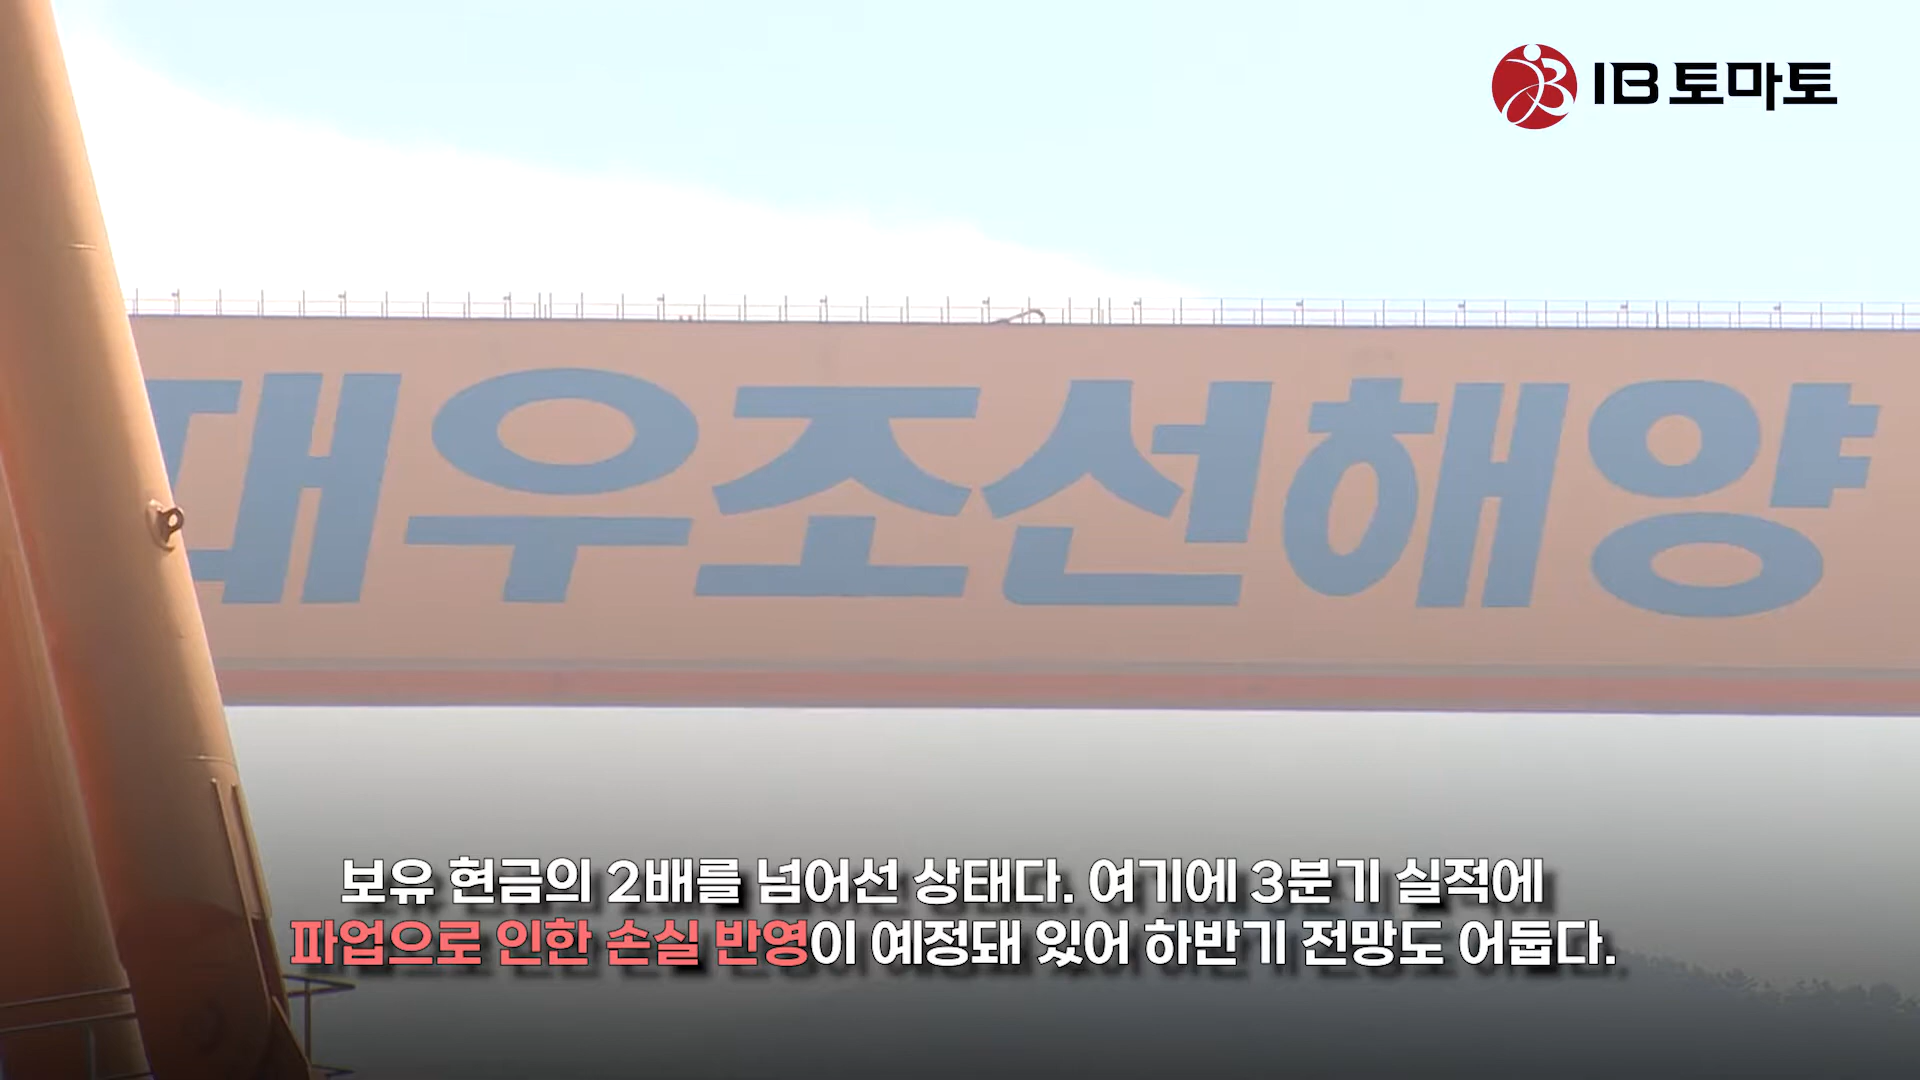 IB토마토
대우조선해양
보유 현금의 2배를 넘어선 상태다. 여기에 3분기 실적에
파업으로 인한 손실 반영이 예정돼 있어 하반기 전망도 어둡다.